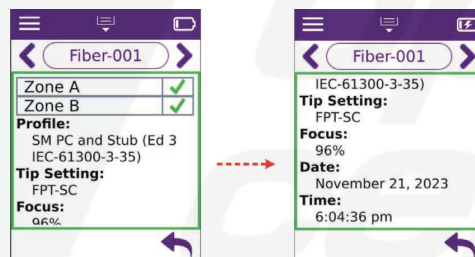 Fiber-001
Zone A
Zone B
Profile:
SM PC and Stub (Ed 3
IEC-61300-3-35)
Tip Setting:
FPT-SC
Focus:
96%
Fiber-001
IEC-61300-3-35)
Tip Setting:
FPT-SC
Focus:
96%
Date:
November 21, 2023
Time:
6:04:36 pm